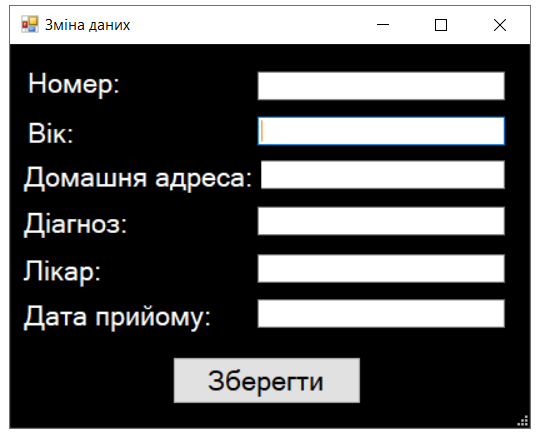 Зміна даних
Номер:
Вік:
Домашня адреса:
Діагноз:
Лікар:
Дата прийому:
Зберегти